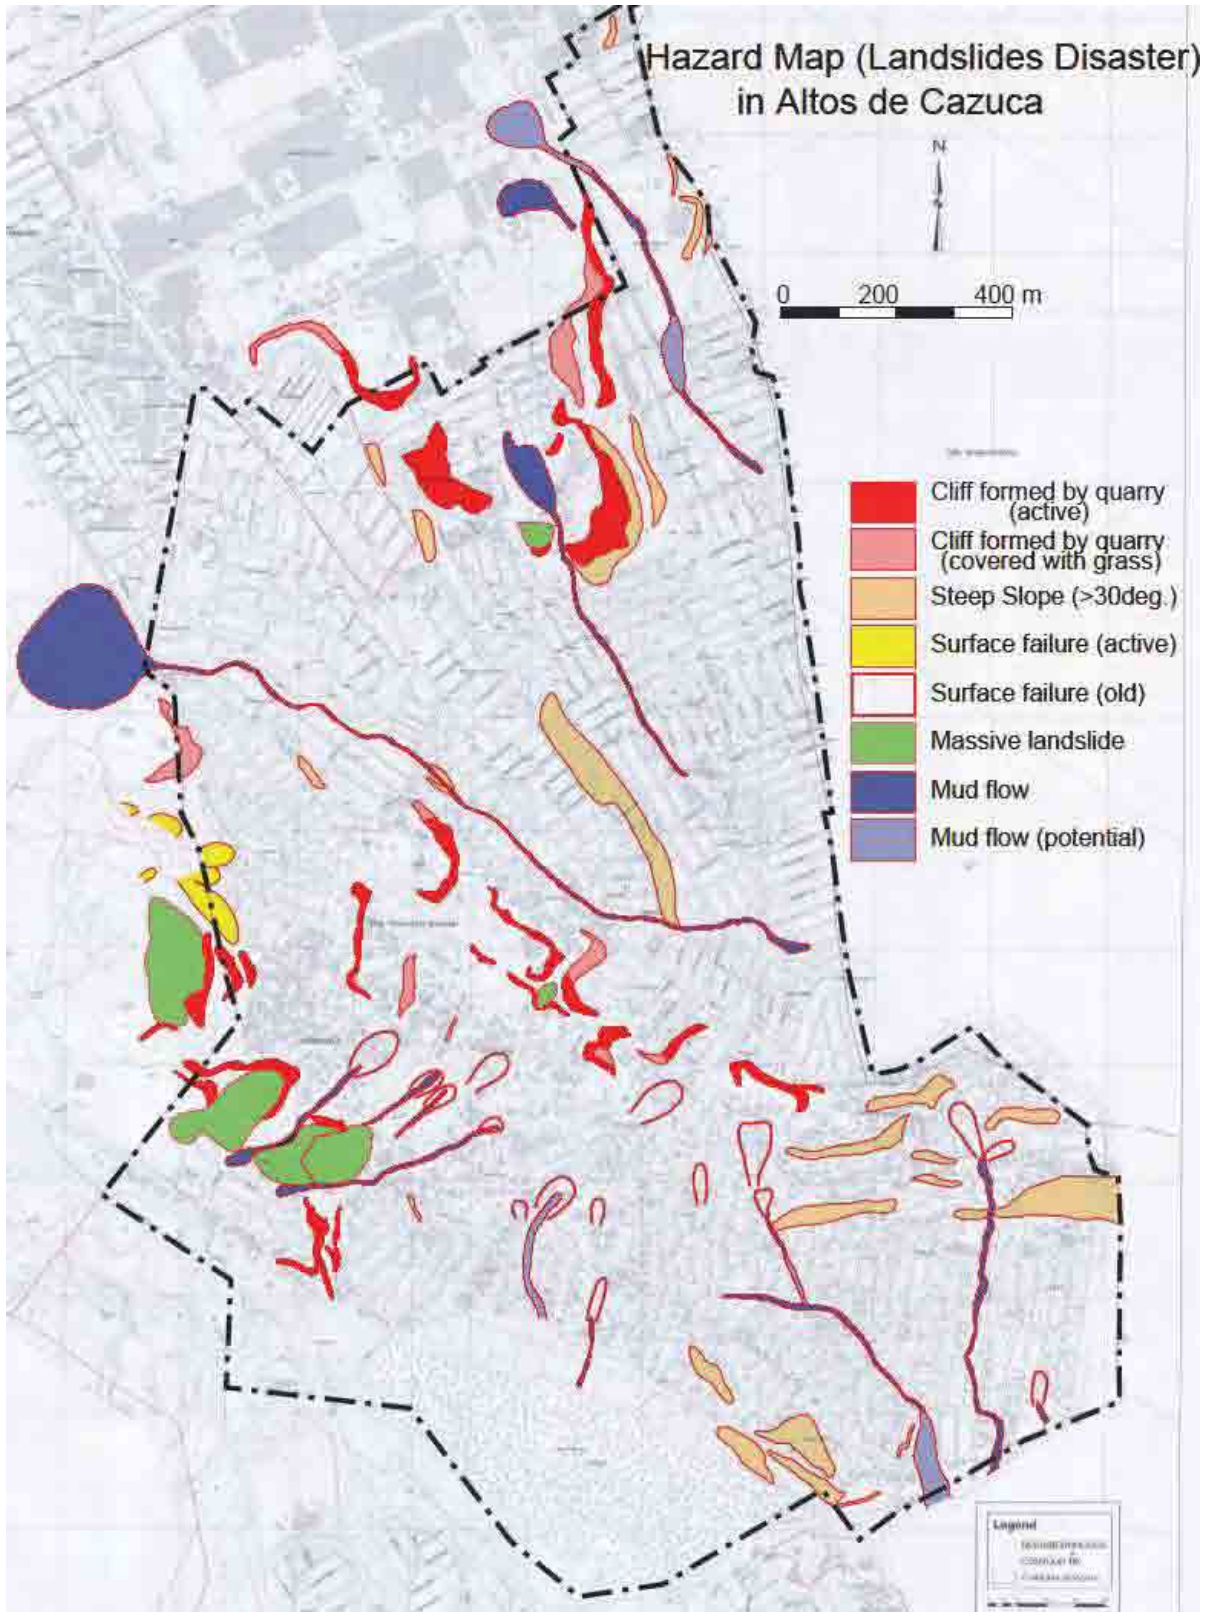 Hazard Map (Landslides Disaster)
in Altos de Cazuca
N
0 200 400 m
Cliff formed by quarry
(active)
Cliff formed by quarry
(covered with grass)
Steep Slope (>30deg.)
Surface failure (active)
Surface failure (old)
Massive landslide
Mud flow
Mud flow (potential)
Legend